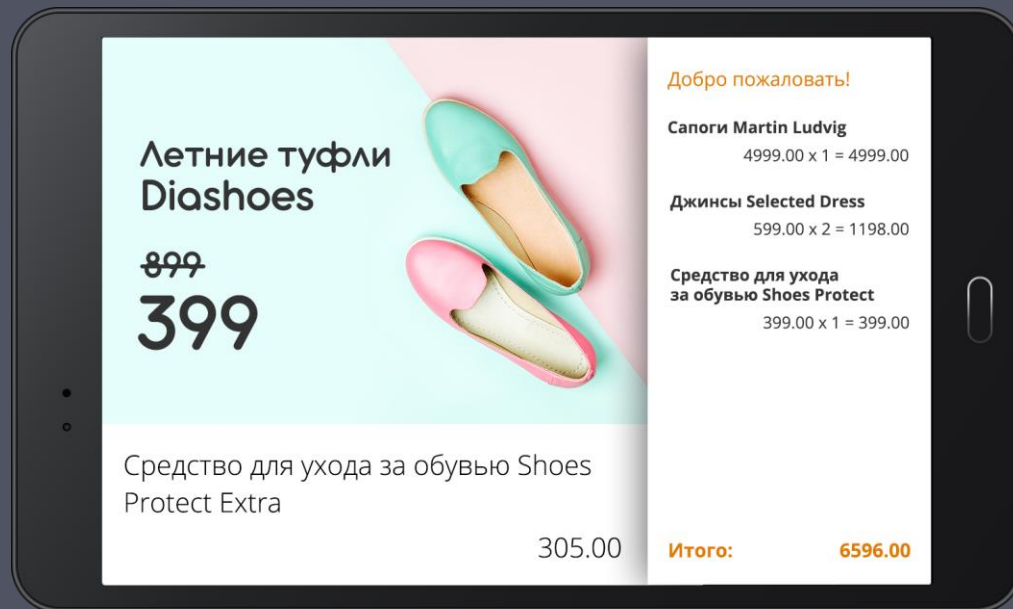 Летние туфли
Diashoes
899
399
Средство для ухода за обувью Shoes
Protect Extra
305.00
Добро пожаловать!
Сапоги Martin Ludvig
4999.00 x 1 = 4999.00
Джинсы Selected Dress
599.00 x 2 = 1198.00
Средство для ухода
за обувью Shoes Protect
399.00 x 1 = 399.00
Итого: 6596.00